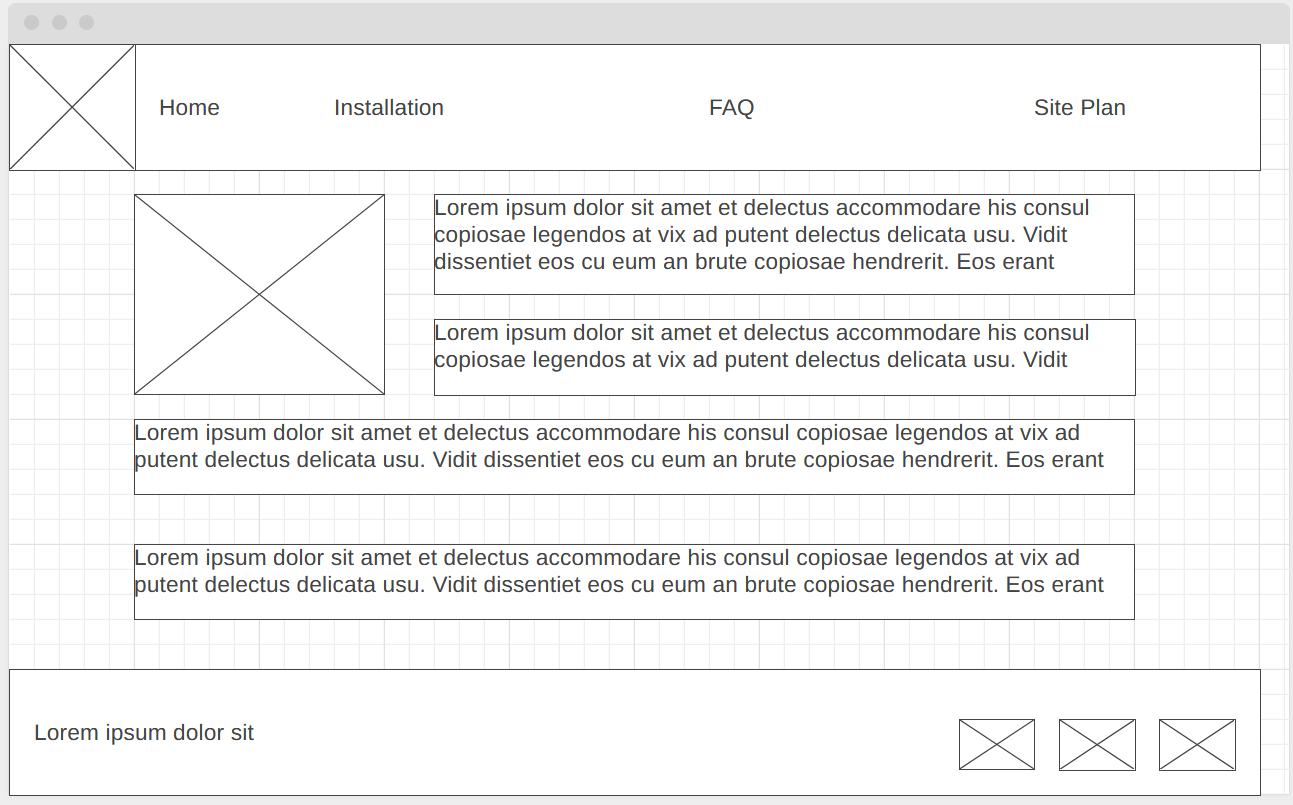 Home
Installation
FAQ
Site Plan
Lorem ipsum dolor sit amet et delectus accommodare his consul
copiosae legendos at vix ad putent delectus delicata usu. Vidit
dissentiet eos cu eum an brute copiosae hendrerit. Eos erant
Lorem ipsum dolor sit amet et delectus accommodare his consul
copiosae legendos at vix ad putent delectus delicata usu. Vidit
Lorem ipsum dolor sit amet et delectus accommodare his consul copiosae legendos at vix ad
putent delectus delicata usu. Vidit dissentiet eos cu eum an brute copiosae hendrerit. Eos erant
Lorem ipsum dolor sit amet et delectus accommodare his consul copiosae legendos at vix ad
putent delectus delicata usu. Vidit dissentiet eos cu eum an brute copiosae hendrerit. Eos erant
Lorem ipsum dolor sit